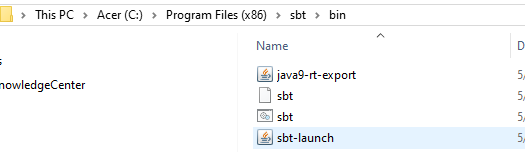 This PC > Acer (C:) > Program Files (x86) > sbt > bin
Name
s
nowledgeCenter
java9-rt-export 5/
sbt 5/
sbt 5/
sbt-launch 5/